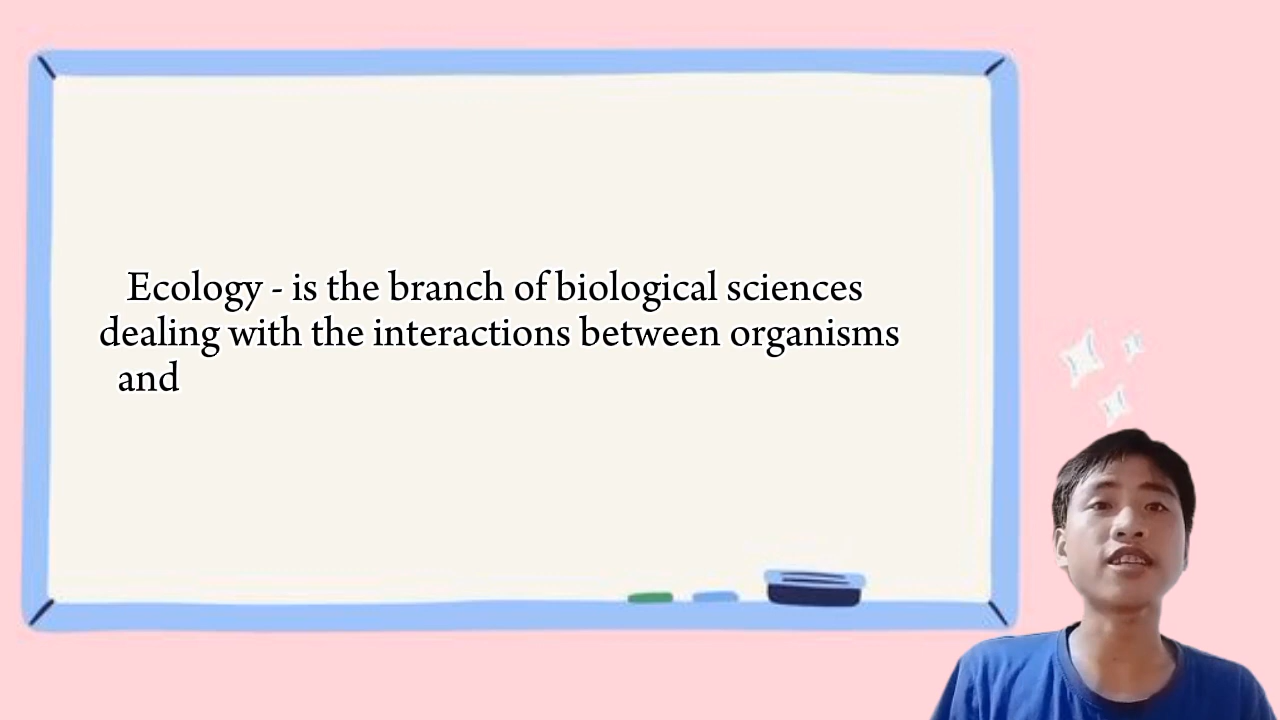 Ecology - is the branch of biological sciences
dealing with the interactions between organisms
and